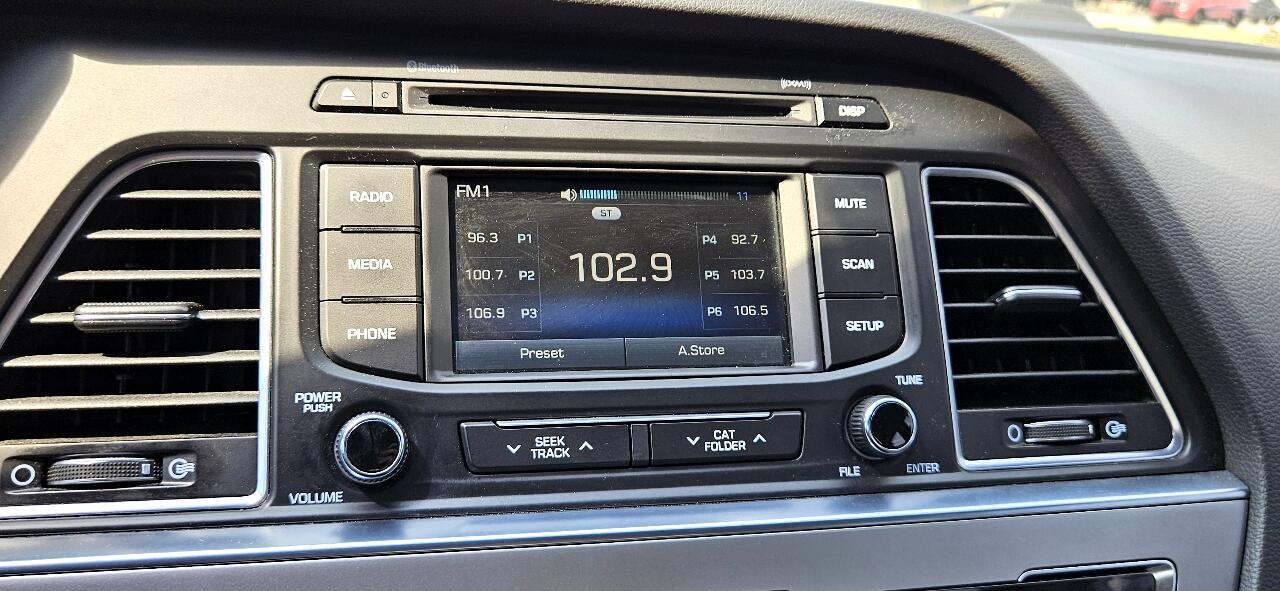 Bluetooth
((XM))
DISP
RADIO
MEDIA
PHONE
FM1
11
ST
96.3 P1
100.7 P2
106.9 P3
102.9
P4 92.7
P5 103.7
P6 106.5
Preset
A.Store
MUTE
SCAN
SETUP
POWER
PUSH
VOLUME
SEEK
TRACK
CAT
FOLDER
TUNE
FILE
ENTER